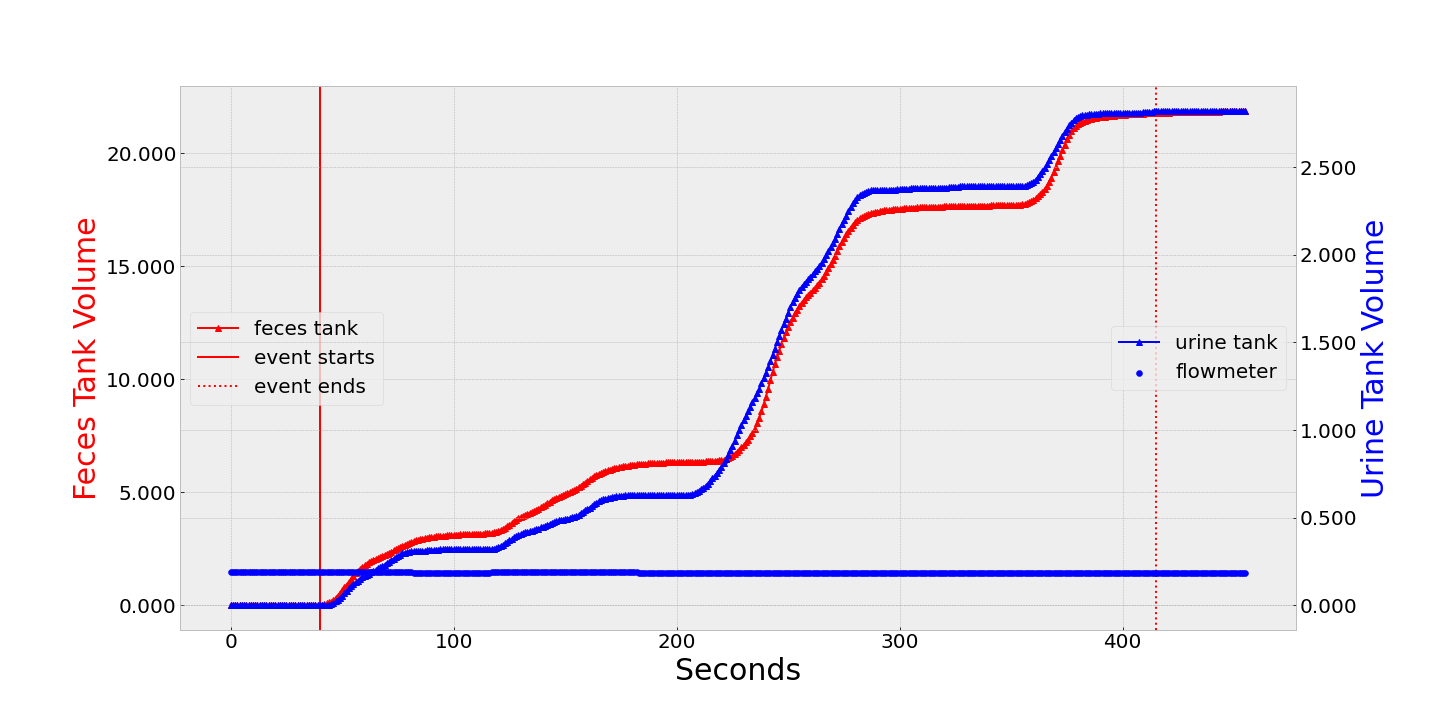 Feces Tank Volume
20.000
15.000
10.000
5.000
0.000
feces tank
event starts
event ends
urine tank
flowmeter
2.500
2.000
1.500
1.000
0.500
0.000
Urine Tank Volume
0 100 200 300 400
Seconds